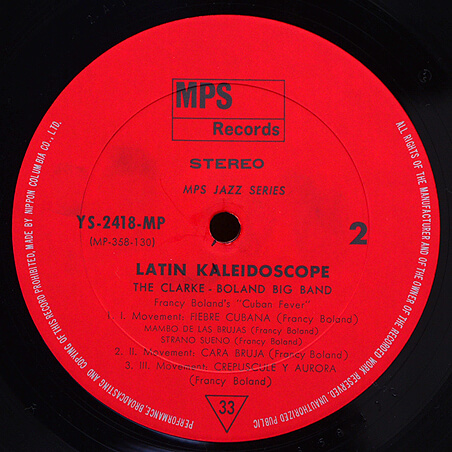 MPS
Records
STEREO
MPS JAZZ SERIES
YS-2418-MP
(MP-358-130)
2
LATIN KALEIDOSCOPE
THE CLARKE - BOLAND BIG BAND
Francy Boland's "Cuban Fever"
1. I. Movement: FIEBRE CUBANA (Francy Boland)
MAMBO DE LAS BRUJAS (Francy Boland)
STRANO SUENO (Francy Boland)
2. II. Movement: CARA BRUJA (Francy Boland)
3. III. Movement: CREPUSCULE Y AURORA
(Francy Boland)
33
ALL RIGHTS OF THE MANUFACTURER AND OF THE OWNER OF THE RECORDED WORK RESERVED. UNAUTHORIZED PUBLIC
PERFORMANCE, BROADCASTING AND COPYING OF THIS RECORD PROHIBITED. MADE BY NIPPON COLUMBIA CO., LTD.